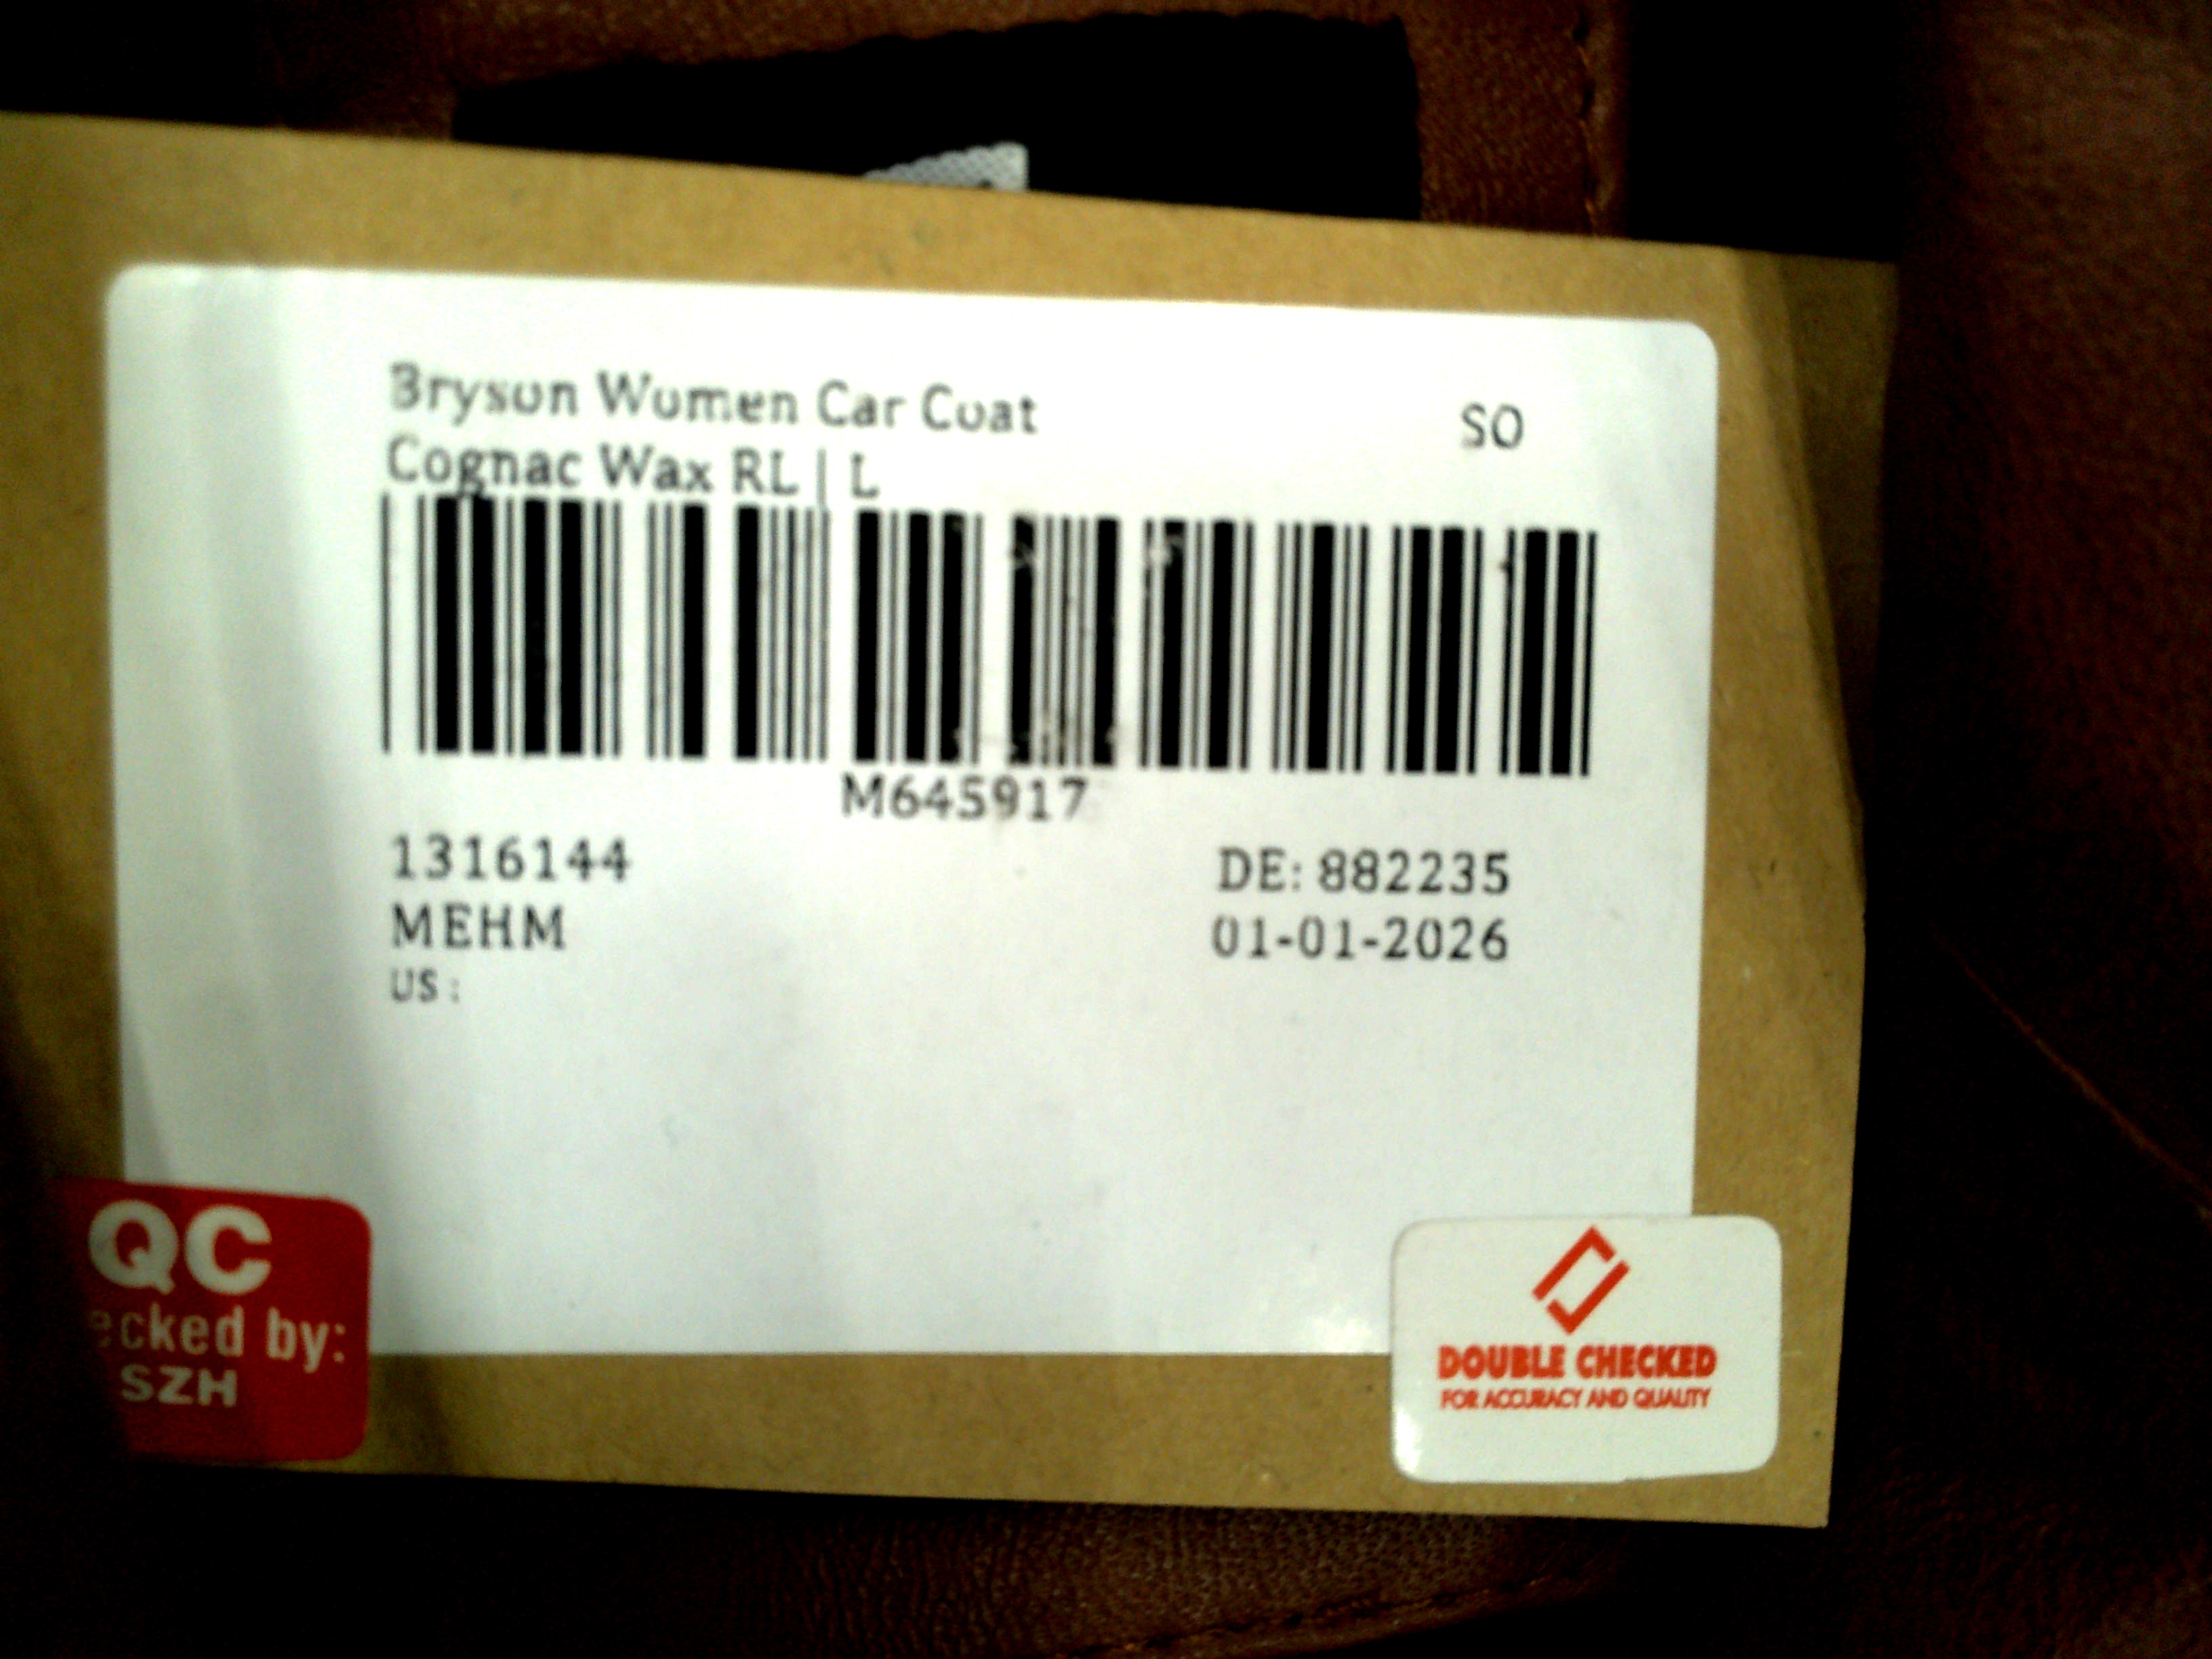 Bryson Women Car Coat
SO
Cognac Wax RL | L
M645917
1316144
DE: 882235
MEHM
01-01-2026
US :
QC
ecked by:
SZH
DOUBLE CHECKED
FOR ACCURACY AND QUALITY